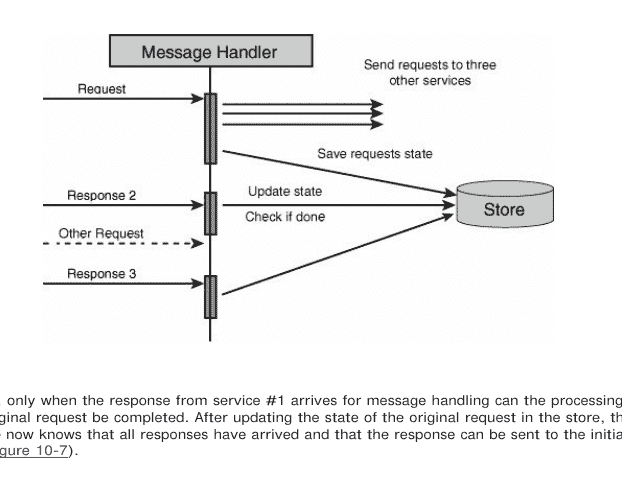 Message Handler
Send requests to three
other services
Request
Save requests state
Response 2
Update state
Store
Check if done
Other Request
Response 3
, only when the response from service #1 arrives for message handling can the processing
ginal request be completed. After updating the state of the original request in the store, th
now knows that all responses have arrived and that the response can be sent to the initia
gure 10-7).